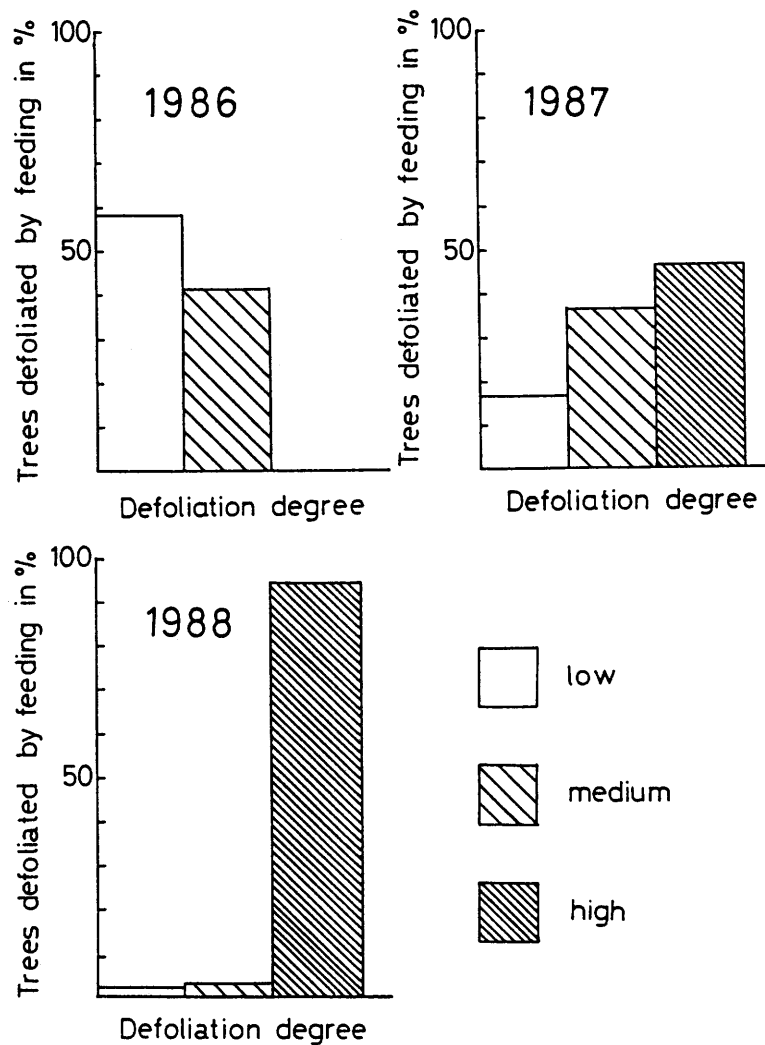 Trees defoliated by feeding in %
100
50
1986
Defoliation degree
Trees defoliated by feeding in %
100
50
1987
Defoliation degree
Trees defoliated by feeding in %
100
50
1988
Defoliation degree
low
medium
high